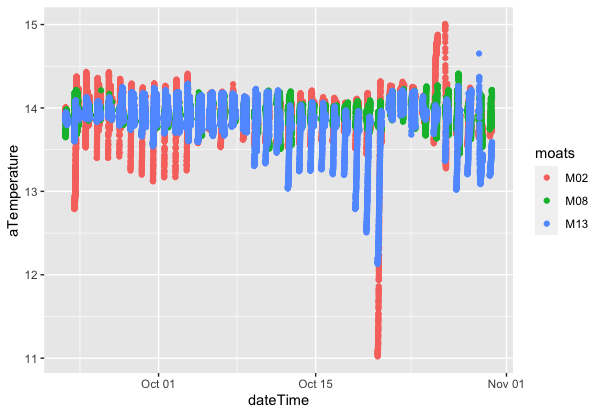 15
14
13
12
11
aTemperature
Oct 01
Oct 15
Nov 01
dateTime
moats
M02
M08
M13